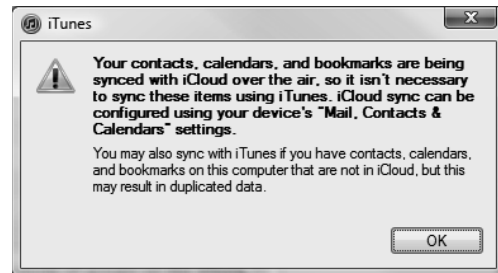 iTunes
Your contacts, calendars, and bookmarks are being
synced with iCloud over the air, so it isn't necessary
to sync these items using iTunes. iCloud sync can be
configured using your device's "Mail, Contacts &
Calendars" settings.
You may also sync with iTunes if you have contacts, calendars,
and bookmarks on this computer that are not in iCloud, but this
may result in duplicated data.
OK